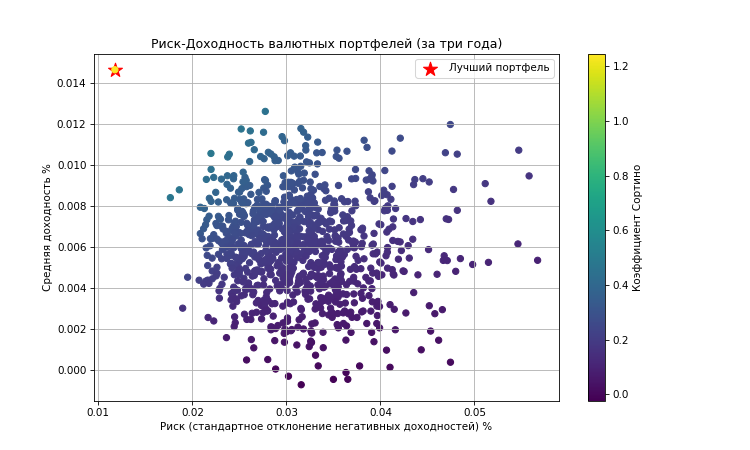 Риск-Доходность валютных портфелей (за три года)
Лучший портфель
0.014
0.012
0.010
0.008
0.006
0.004
0.002
0.000
Средняя доходность %
0.01 0.02 0.03 0.04 0.05
Риск (стандартное отклонение негативных доходностей) %
1.2
1.0
0.8
0.6
0.4
0.2
0.0
Коэффициент Сортино